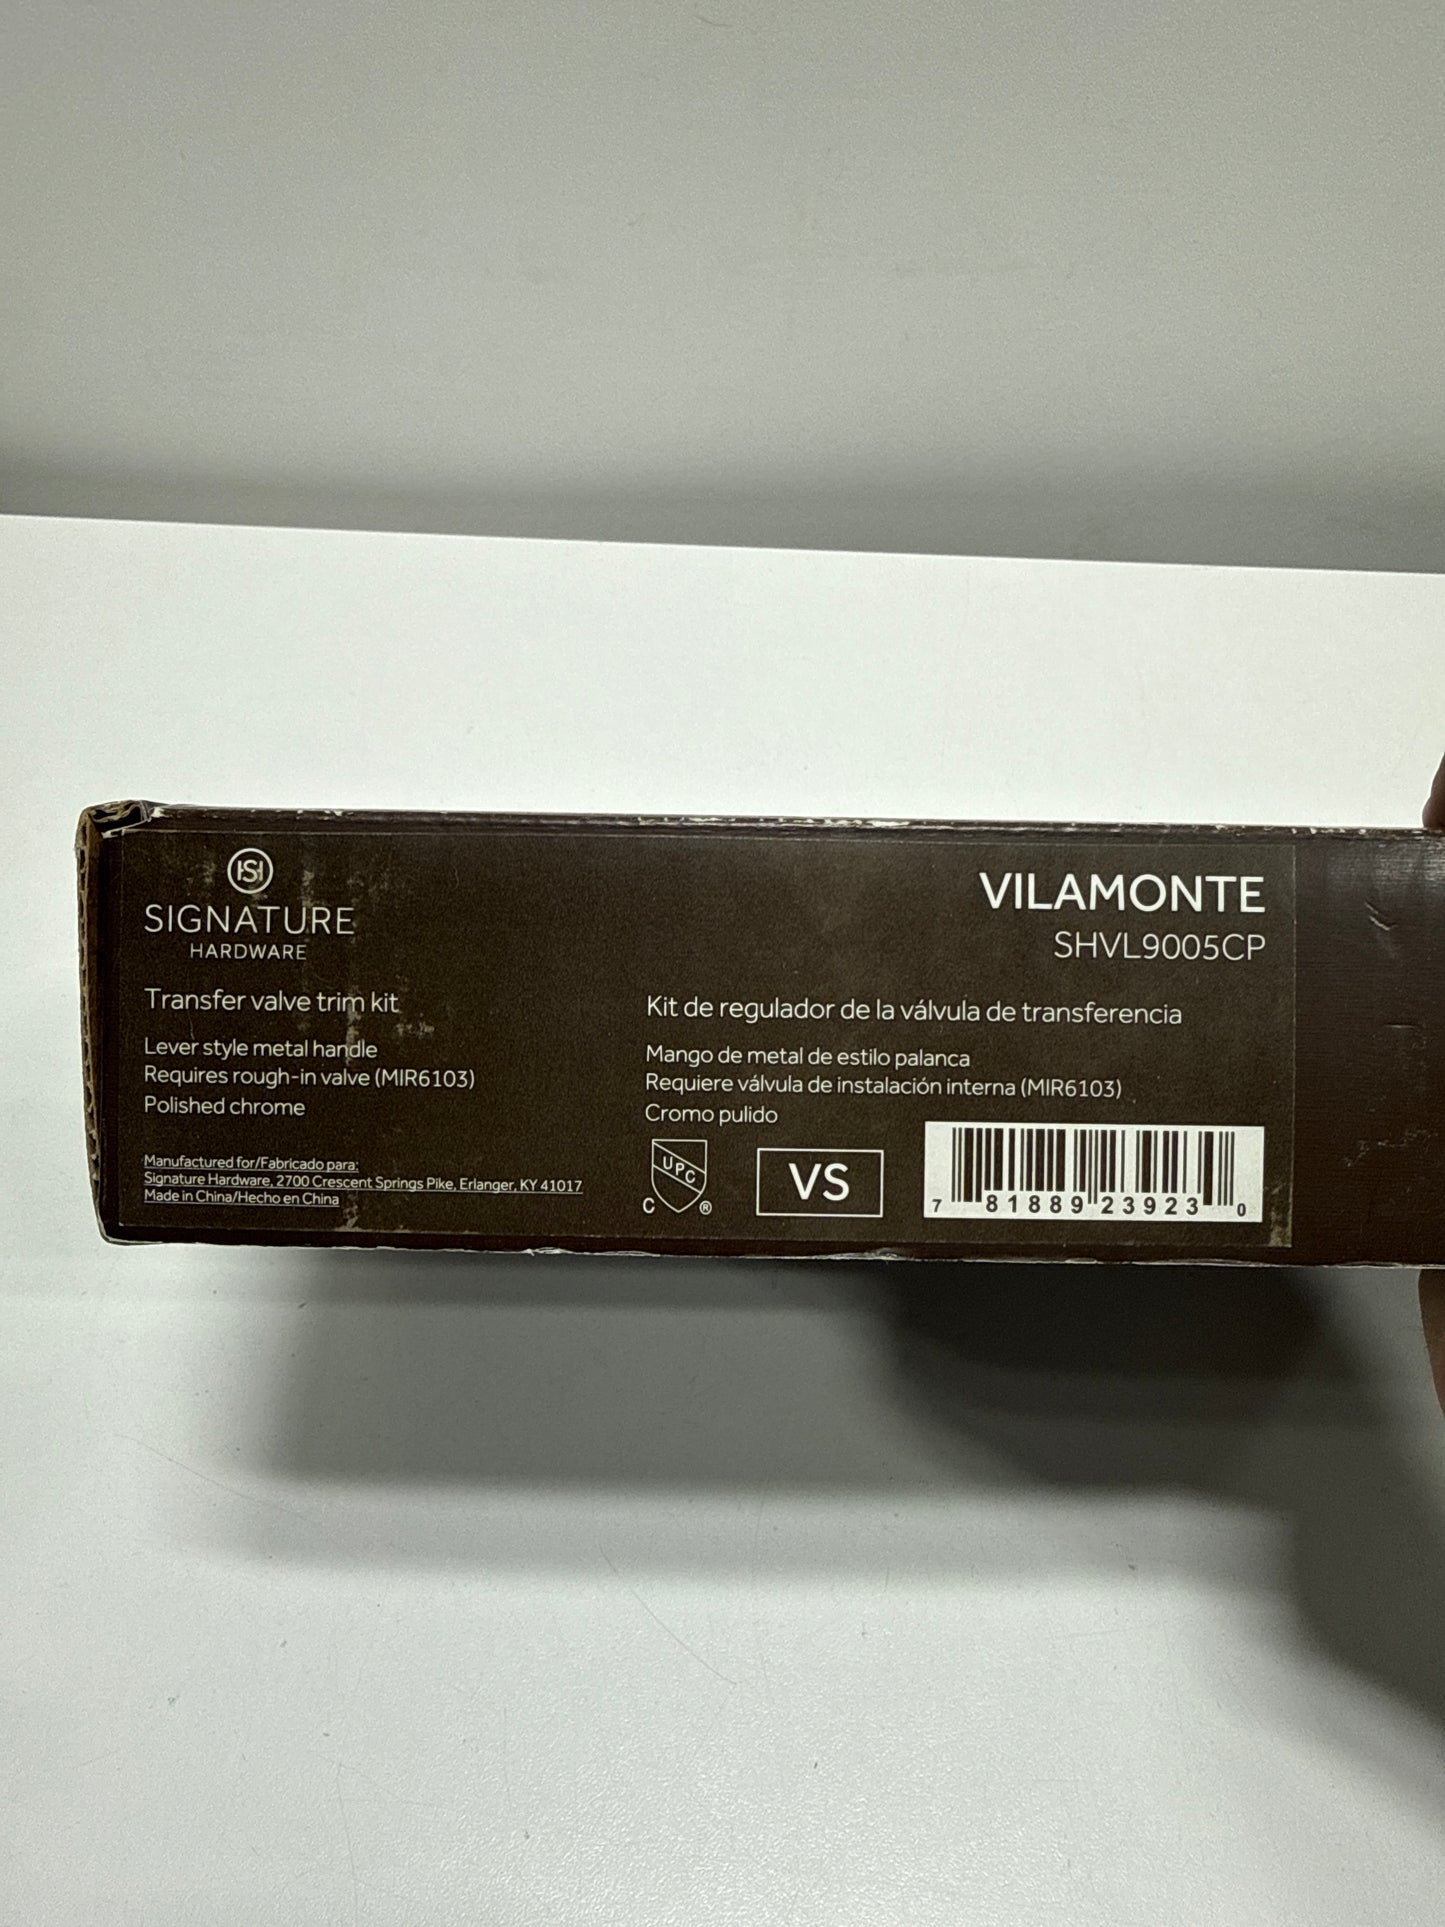 SH
SIGNATURE
HARDWARE
VILAMONTE
SHVL9005CP
Transfer valve trim kit
Lever style metal handle
Requires rough-in valve (MIR6103)
Polished chrome
Manufactured for/Fabricado para:
Signature Hardware, 2700 Crescent Springs Pike, Erlanger, KY 41017
Made in China/Hecho en China
Kit de regulador de la válvula de transferencia
Mango de metal de estilo palanca
Requiere válvula de instalación interna (MIR6103)
Cromo pulido
UPC
C ®
VS
7 81889 23923 0